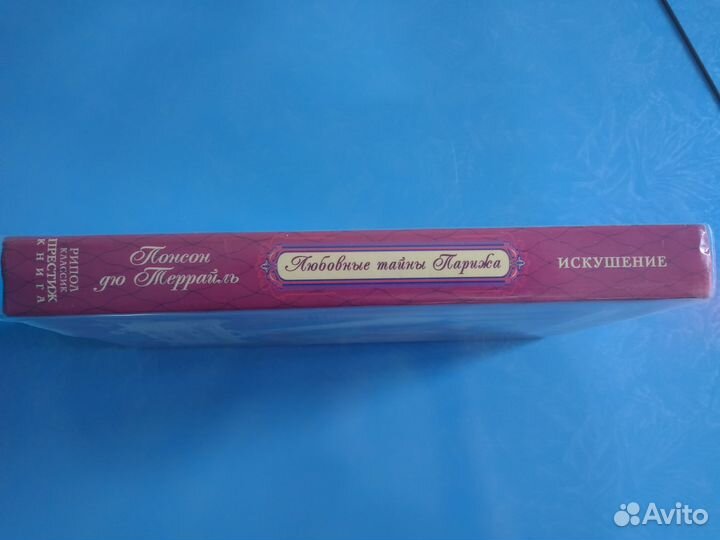 РИПОЛ
КЛАССИК
ПРЕСТИЖ
КНИГА
Понсон
дю Террайль
Любовные тайны Парижа
ИСКУШЕНИЕ
Avito